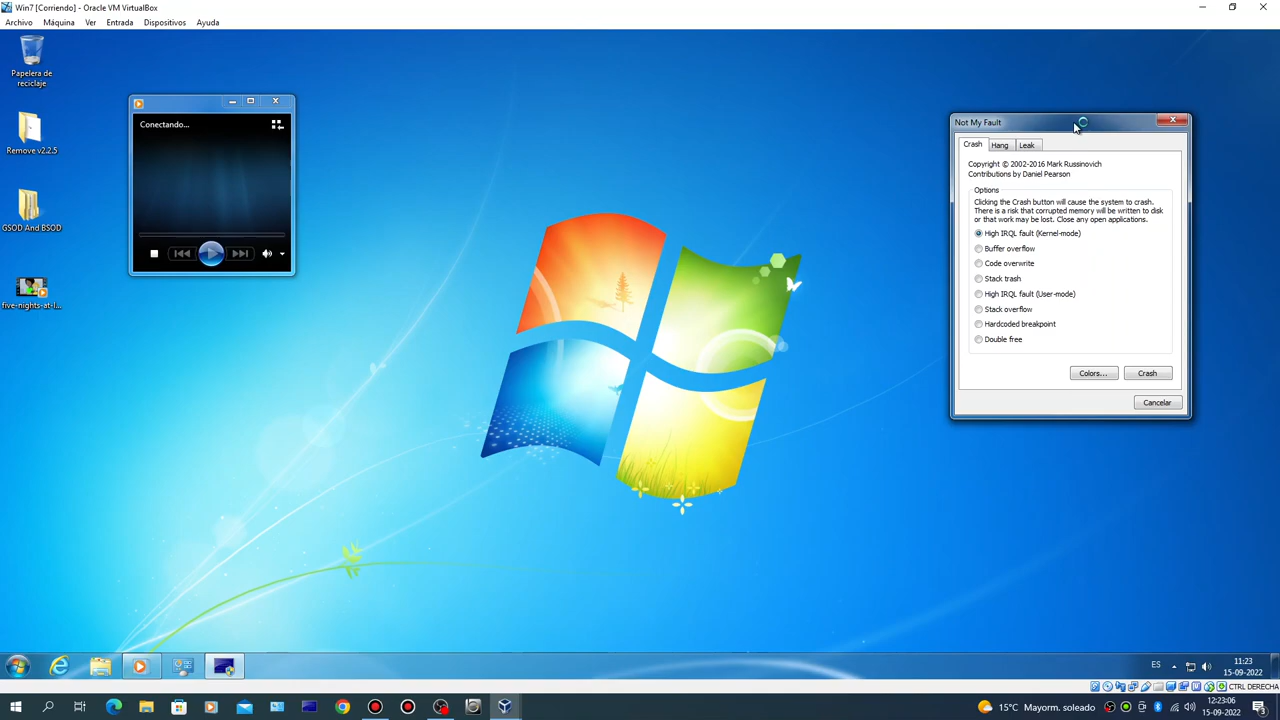 Win7 [Corriendo] - Oracle VM VirtualBox
Archivo Máquina Ver Entrada Dispositivos Ayuda
Papelera de
reciclaje
Remove v2.2.5
GSOD And BSOD
five-nights-at-l...
Conectando...
Not My Fault
Crash Hang Leak
Copyright © 2002-2016 Mark Russinovich
Contributions by Daniel Pearson
Options
Clicking the Crash button will cause the system to crash.
There is a risk that corrupted memory will be written to disk
or that work may be lost. Close any open applications.
High IRQL fault (Kernel-mode)
Buffer overflow
Code overwrite
Stack trash
High IRQL fault (User-mode)
Stack overflow
Hardcoded breakpoint
Double free
Colors... Crash
Cancelar
ES
11:23
15-09-2022
CTRL DERECHA
15°C Mayorm. soleado
12:23:06
15-09-2022
3